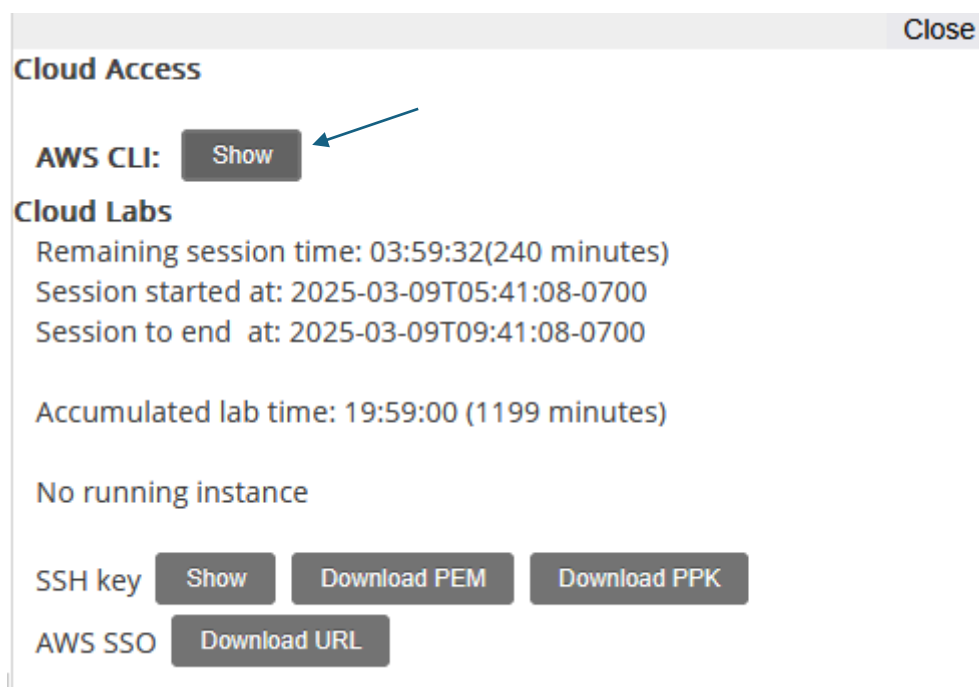 Close
Cloud Access
AWS CLI: Show
Cloud Labs
Remaining session time: 03:59:32(240 minutes)
Session started at: 2025-03-09T05:41:08-0700
Session to end  at: 2025-03-09T09:41:08-0700
Accumulated lab time: 19:59:00 (1199 minutes)
No running instance
SSH key Show Download PEM Download PPK
AWS SSO Download URL